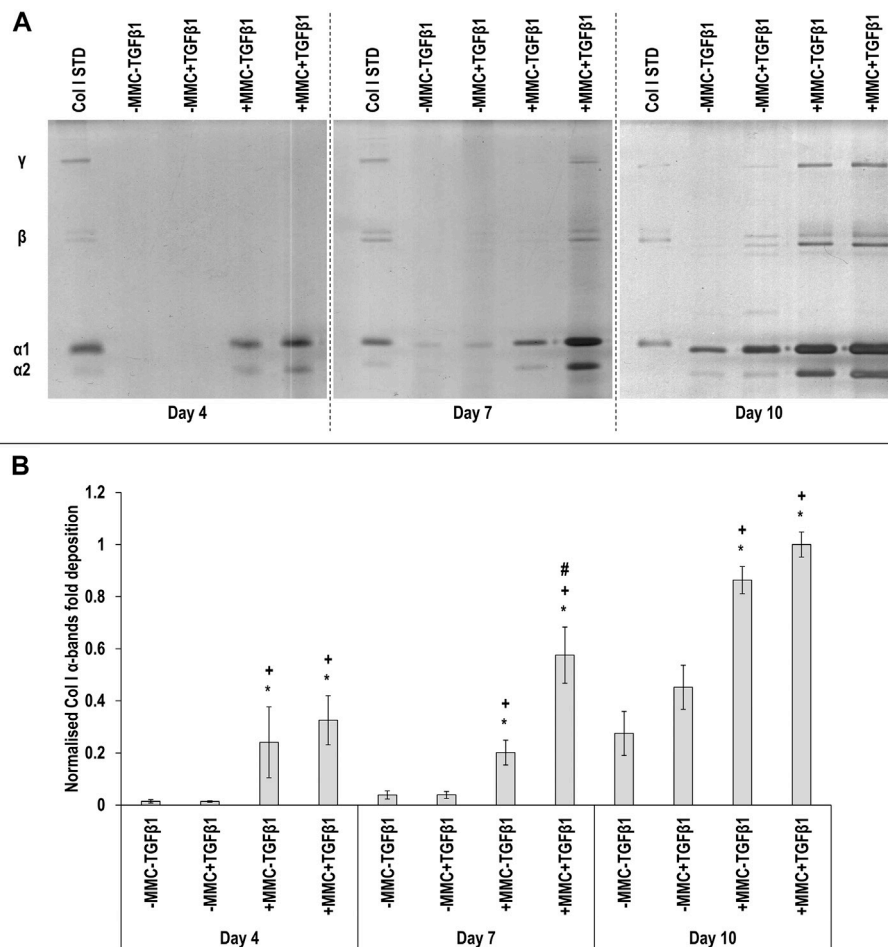 A
Col I STD
-MMC-TGFβ1
-MMC+TGFβ1
+MMC-TGFβ1
+MMC+TGFβ1
Col I STD
-MMC-TGFβ1
-MMC+TGFβ1
+MMC-TGFβ1
+MMC+TGFβ1
Col I STD
-MMC-TGFβ1
-MMC+TGFβ1
+MMC-TGFβ1
+MMC+TGFβ1
γ
β
α1
α2
Day 4
Day 7
Day 10
B
Normalised Col I α-bands fold deposition
1.2
1
0.8
0.6
0.4
0.2
0
+
*
+
*
+
*
#
+
*
+
*
+
*
-MMC-TGFβ1
-MMC+TGFβ1
+MMC-TGFβ1
+MMC+TGFβ1
-MMC-TGFβ1
-MMC+TGFβ1
+MMC-TGFβ1
+MMC+TGFβ1
-MMC-TGFβ1
-MMC+TGFβ1
+MMC-TGFβ1
+MMC+TGFβ1
Day 4
Day 7
Day 10